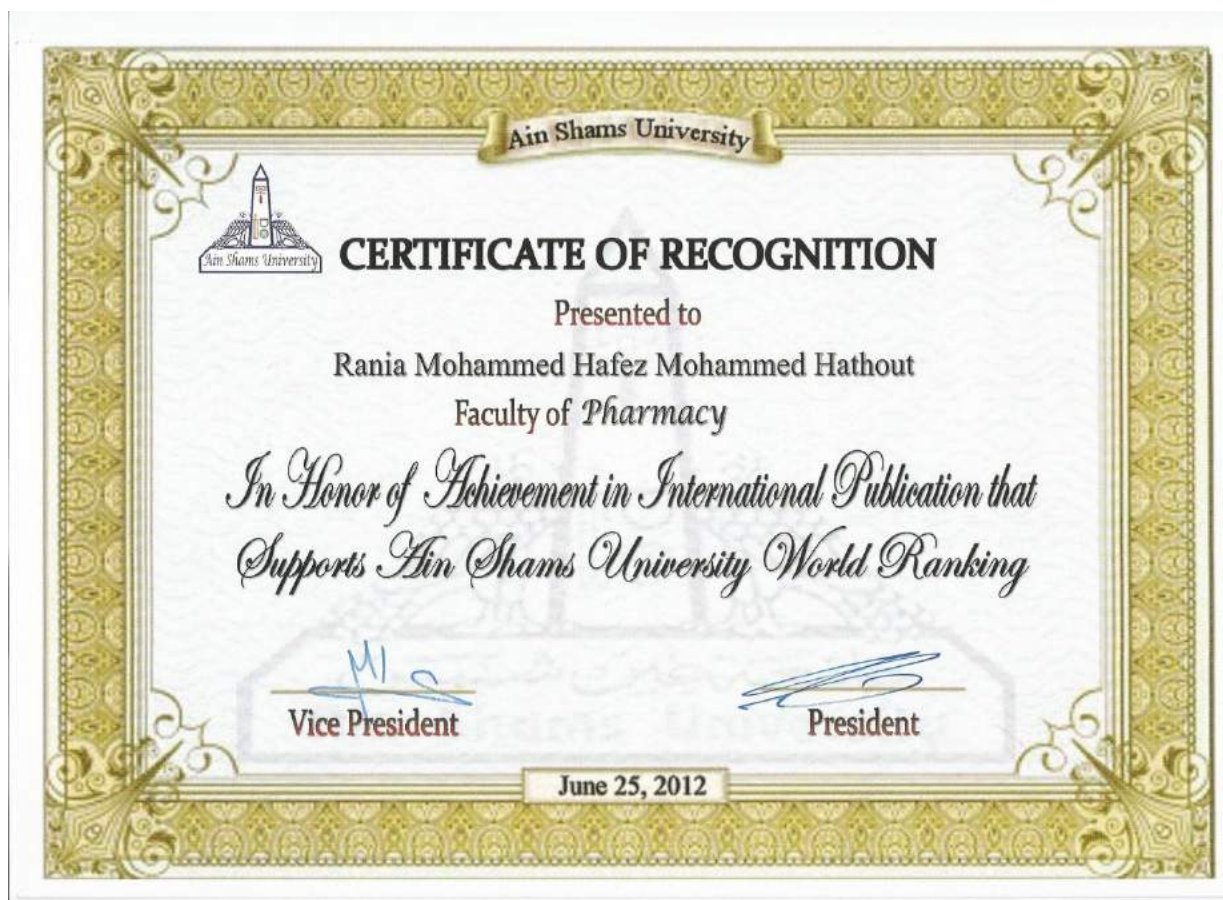 Ain Shams University
Ain Shams University
CERTIFICATE OF RECOGNITION
Presented to
Rania Mohammed Hafez Mohammed Hathout
Faculty of Pharmacy
In Honor of Achievement in International Publication that
Supports Ain Shams University World Ranking
Vice President
President
June 25, 2012